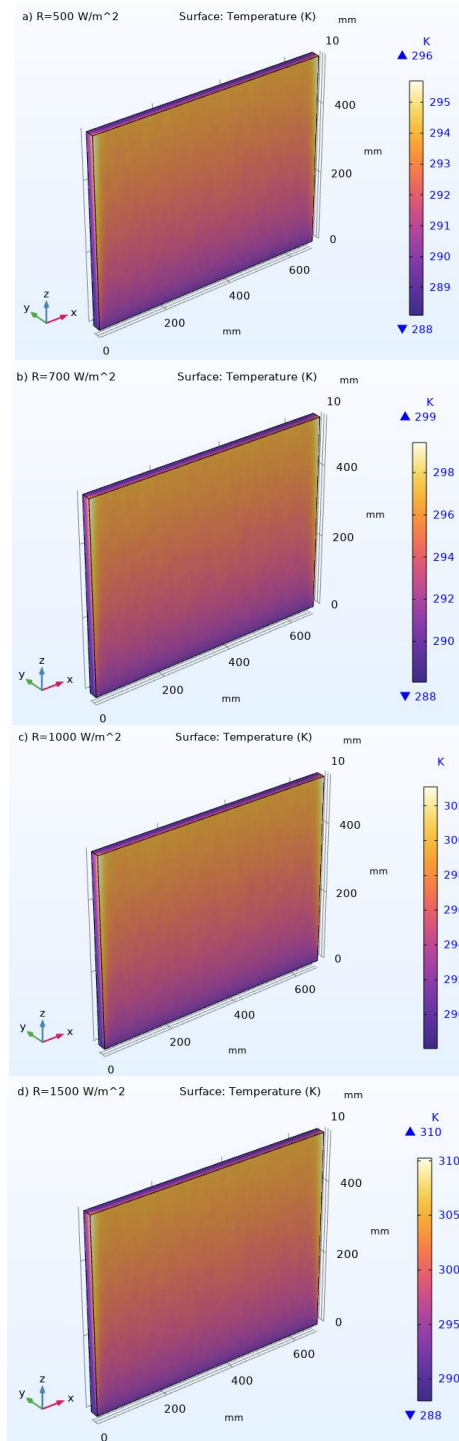 a) R=500 W/m^2 Surface: Temperature (K) mm
10
K
▲ 296
400
295
294
293
mm
200
292
291
0
290
289
y z x
600
400
200
mm
0
▼ 288
b) R=700 W/m^2 Surface: Temperature (K) mm
10
K
▲ 299
400
298
296
mm
200
294
292
0
290
y z x
600
400
200
mm
0
▼ 288
c) R=1000 W/m^2 Surface: Temperature (K) mm
10
K
400
mm
200
0
y z x
600
400
200
mm
0
d) R=1500 W/m^2 Surface: Temperature (K) mm
10
K
▲ 310
310
400
305
mm
200
300
295
0
290
y z x
600
400
200
mm
0
▼ 288